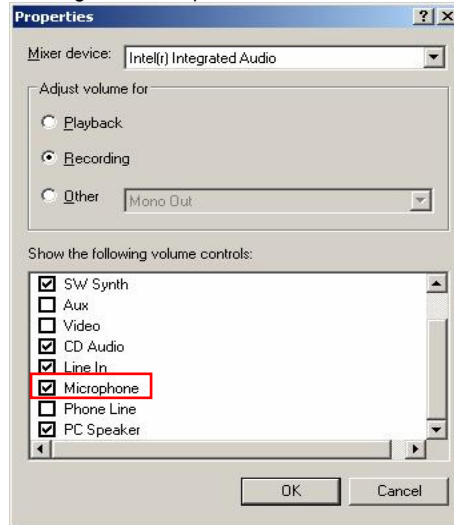 Properties
Mixer device: Intel(r) Integrated Audio
Adjust volume for
Playback
Recording
Other Mono Out
Show the following volume controls:
SW Synth
Aux
Video
CD Audio
Line In
Microphone
Phone Line
PC Speaker
OK Cancel